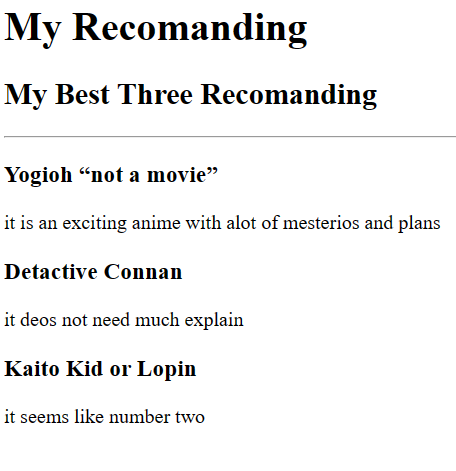 My Recomanding
My Best Three Recomanding
Yogioh “not a movie”
it is an exciting anime with alot of mesterios and plans
Detactive Connan
it deos not need much explain
Kaito Kid or Lopin
it seems like number two